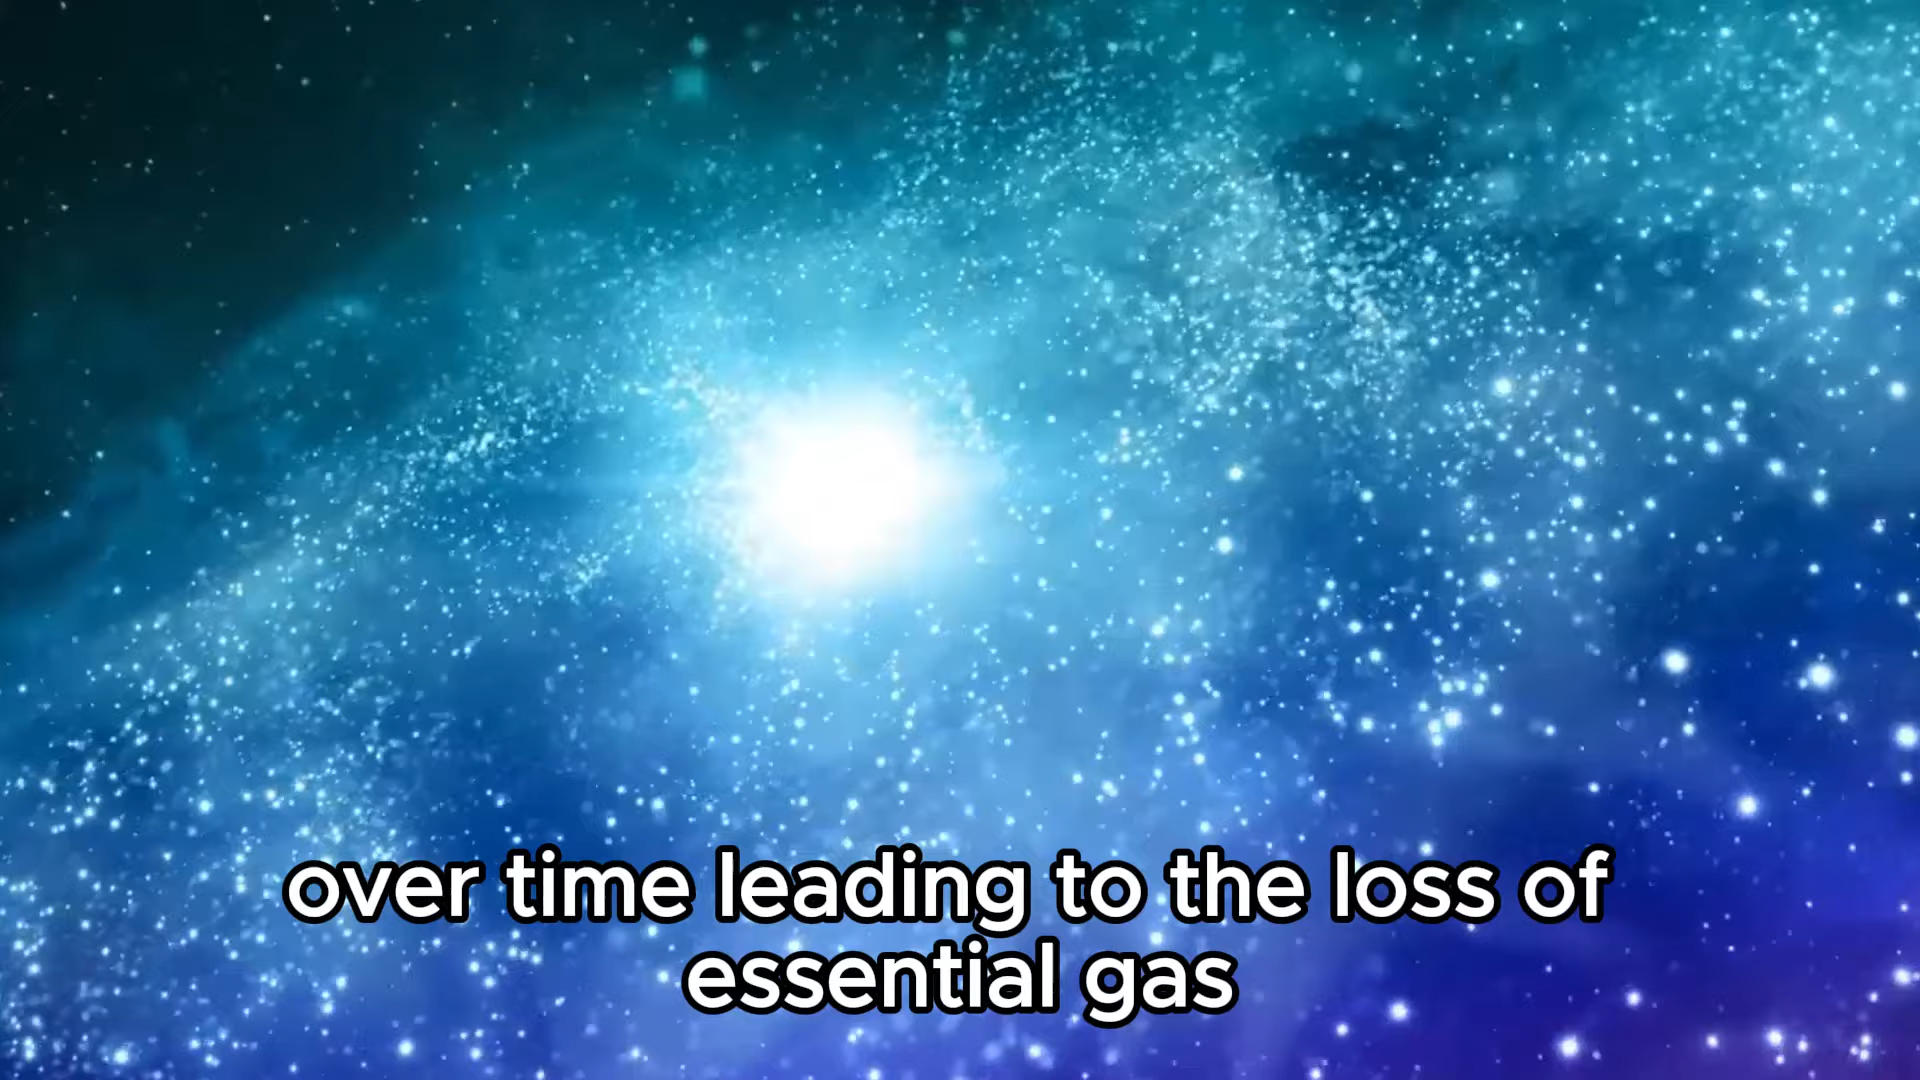 over time leading to the loss of
essential gas